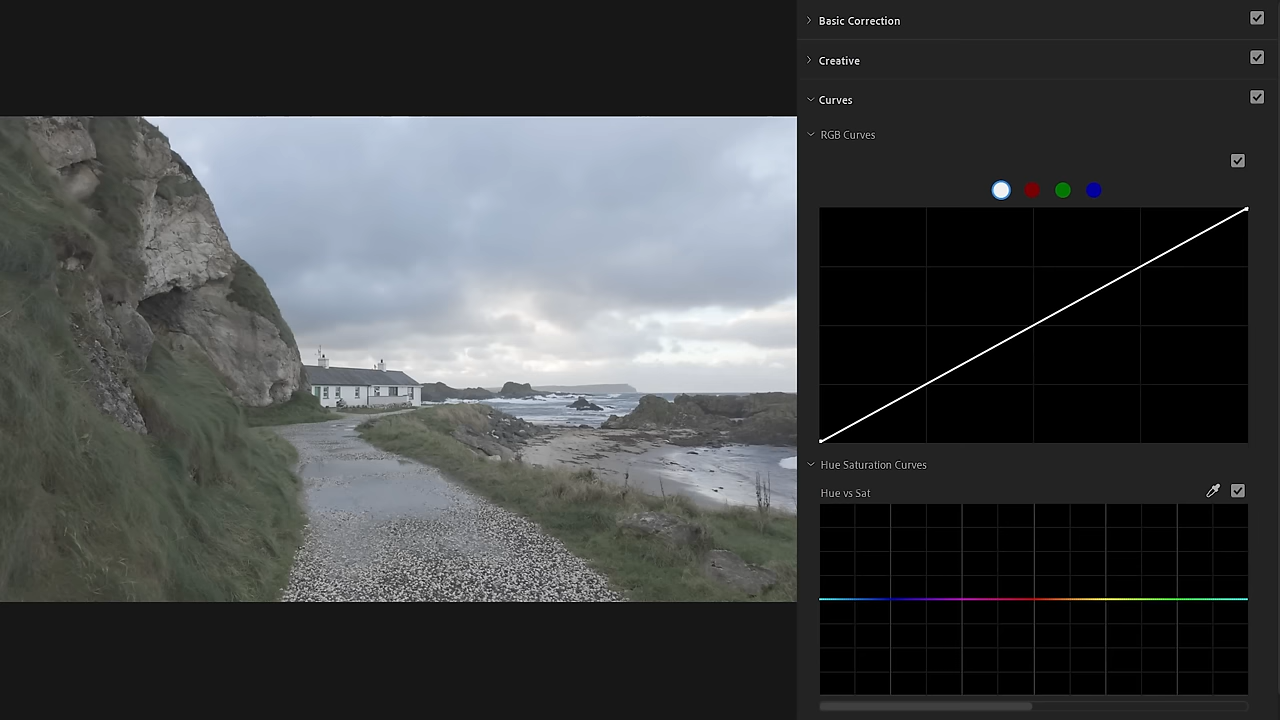 Basic Correction
Creative
Curves
RGB Curves
Hue Saturation Curves
Hue vs Sat